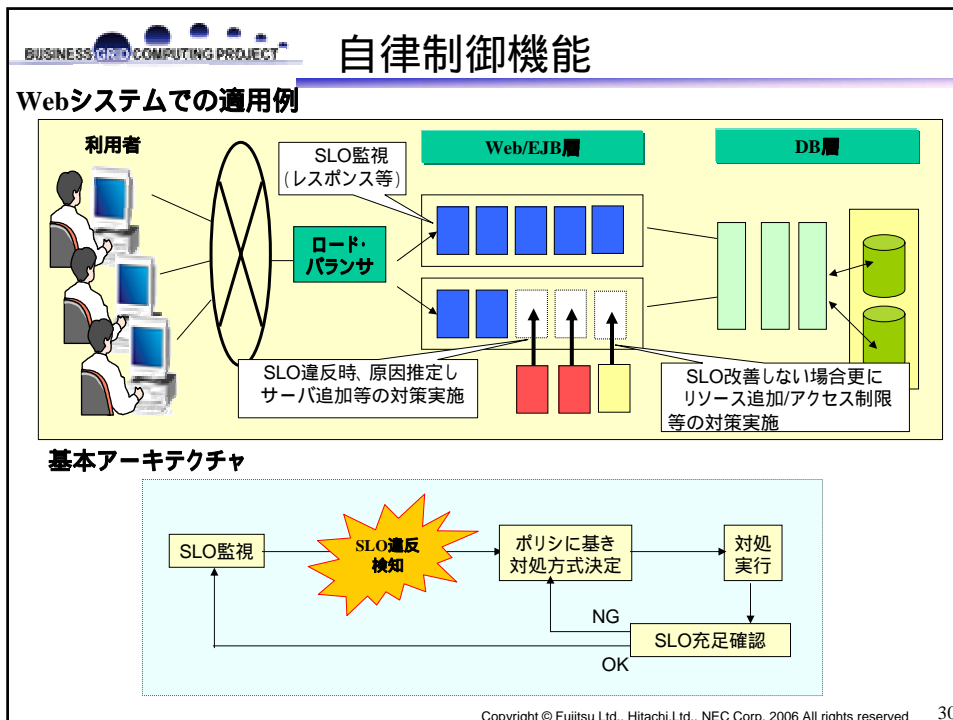 BUSINESS GRID COMPUTING PROJECT
自律制御機能
Webシステムでの適用例
利用者
SLO監視
(レスポンス等)
Web/EJB層
DB層
ロード・
バランサ
SLO違反時、原因推定し
サーバ追加等の対策実施
SLO改善しない場合更に
リソース追加/アクセス制限
等の対策実施
基本アーキテクチャ
SLO監視
SLO違反
検知
ポリシに基き
対処方式決定
対処
実行
NG
SLO充足確認
OK
Copyright © Fujitsu Ltd., Hitachi,Ltd., NEC Corp. 2006 All rights reserved
30